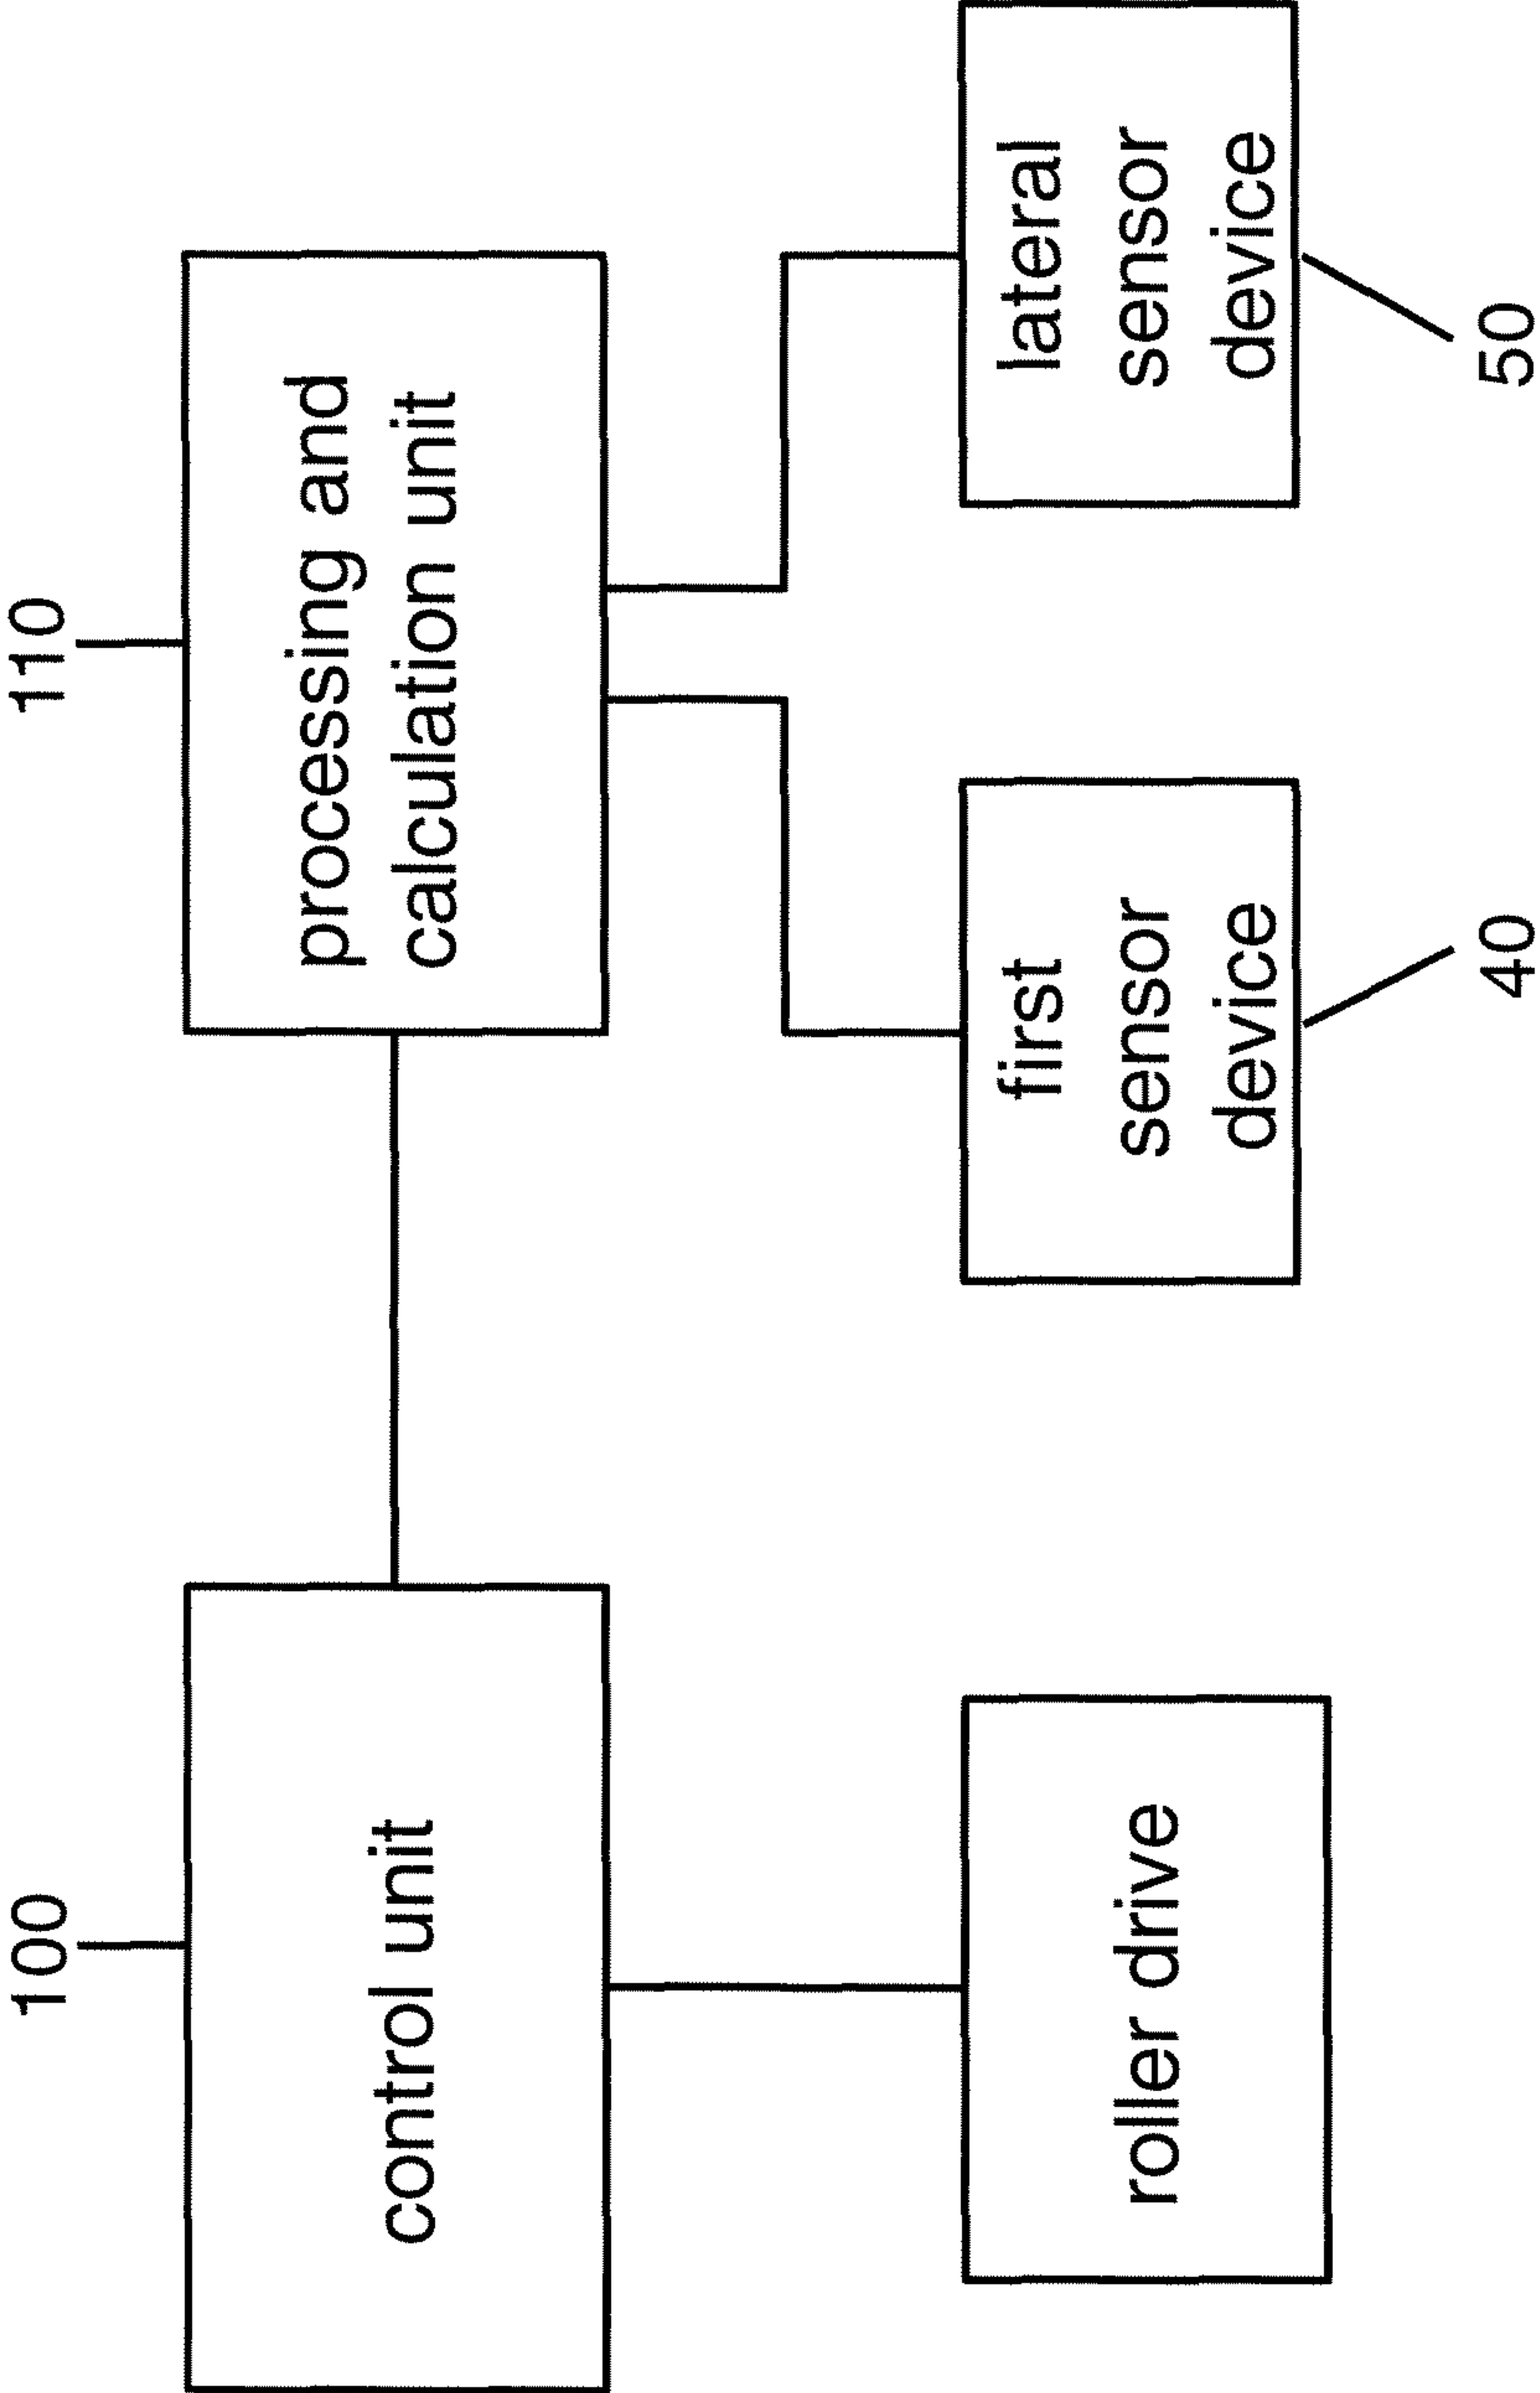 100
110
control unit
processing and
calculation unit
roller drive
first
sensor
device
lateral
sensor
device
40
50